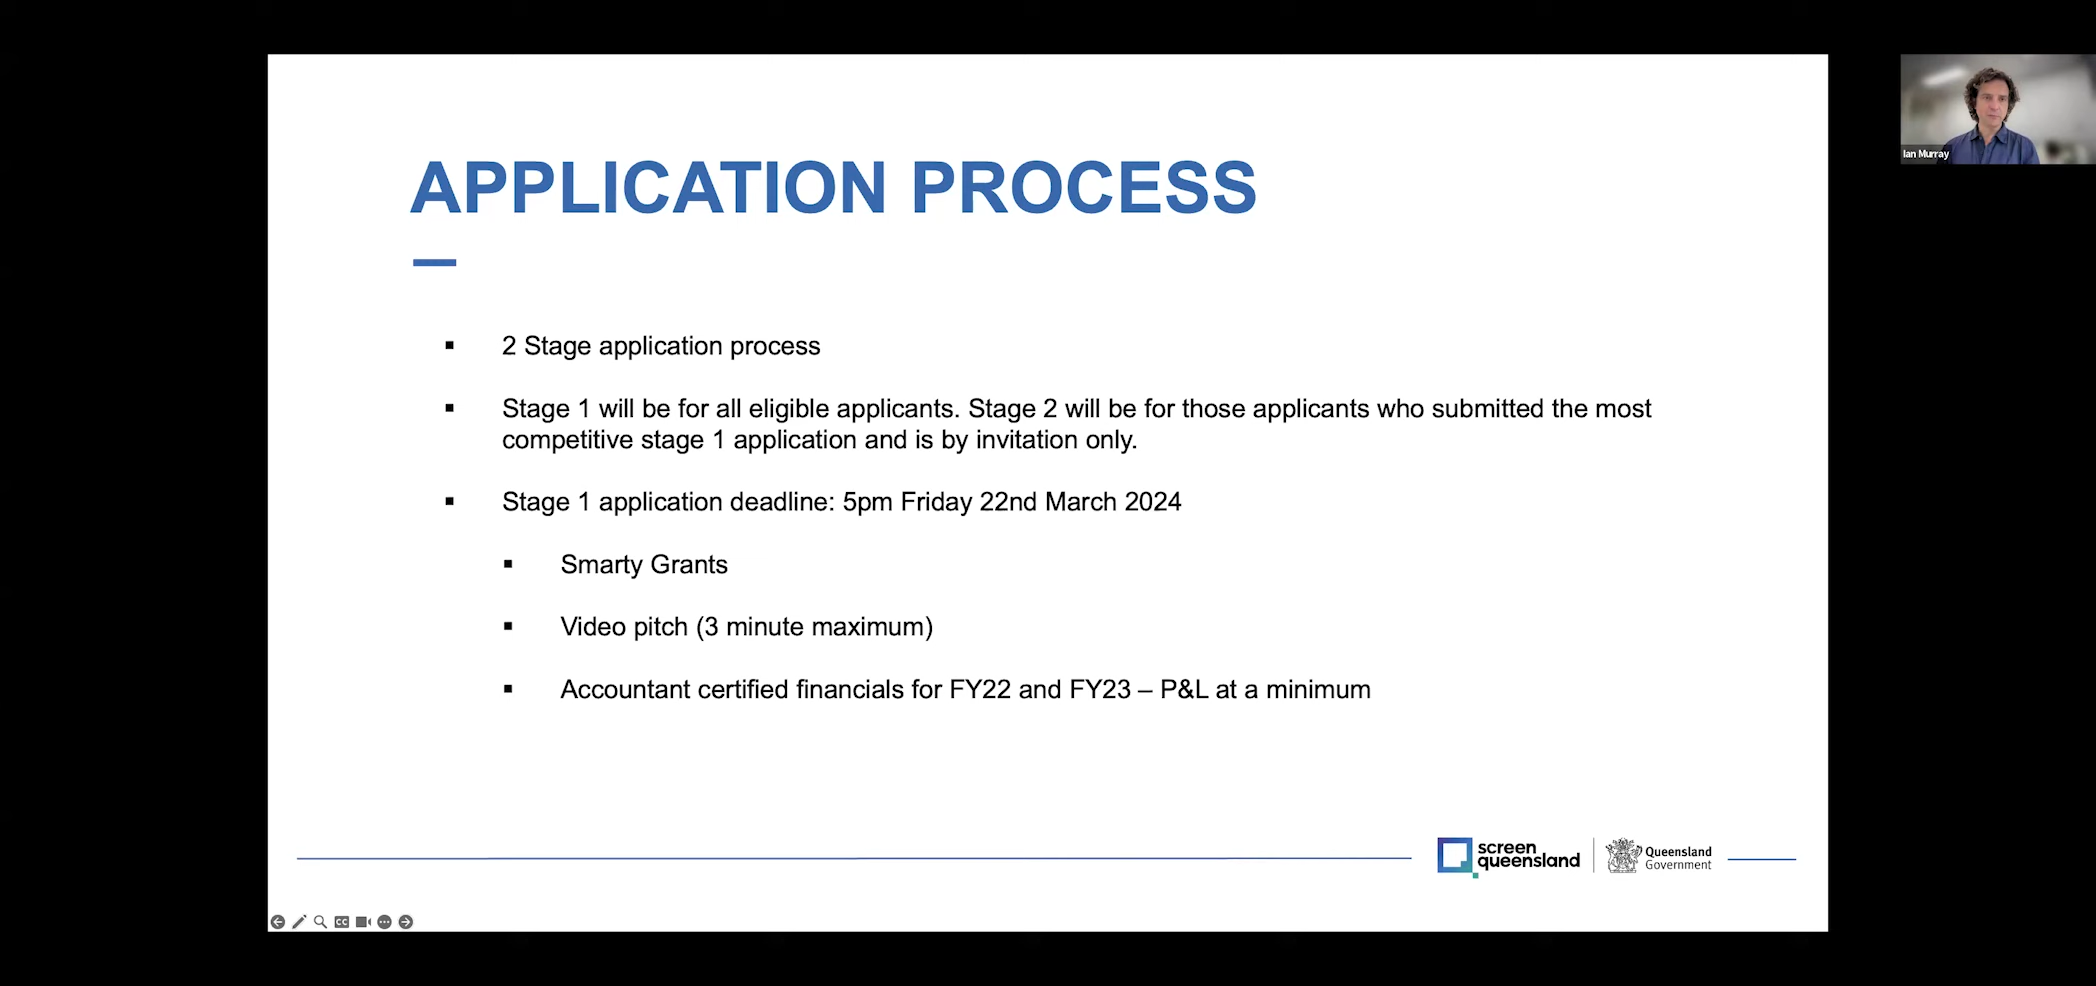 APPLICATION PROCESS
2 Stage application process
Stage 1 will be for all eligible applicants. Stage 2 will be for those applicants who submitted the most
competitive stage 1 application and is by invitation only.
Stage 1 application deadline: 5pm Friday 22nd March 2024
Smarty Grants
Video pitch (3 minute maximum)
Accountant certified financials for FY22 and FY23 – P&L at a minimum
screen
queensland
Queensland
Government
CC
Ian Murray